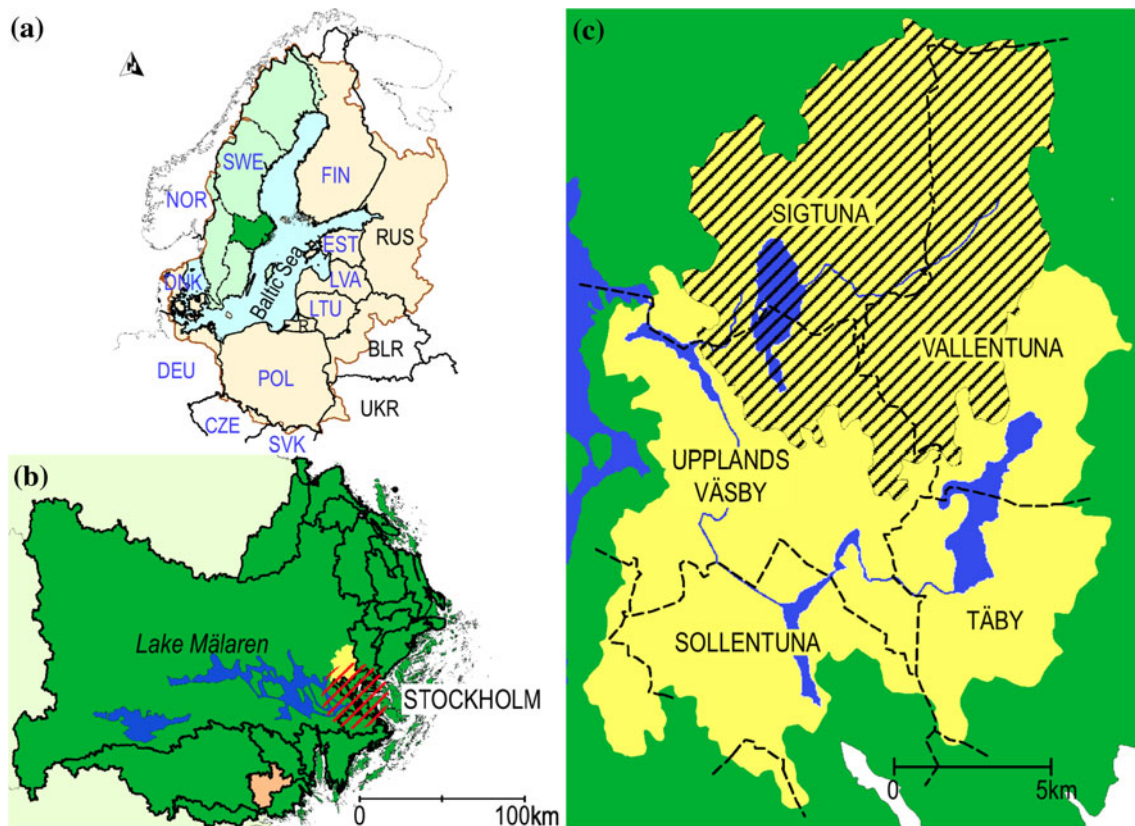 (a)
SWE
FIN
NOR
RUS
EST
Baltic Sea
DNK
LVA
LTU
R
BLR
DEU
POL
UKR
CZE
SVK
(b)
Lake Mälaren
STOCKHOLM
0
100km
(c)
SIGTUNA
VALLENTUNA
UPPLANDS
VÄSBY
SOLLENTUNA
TÄBY
0
5km